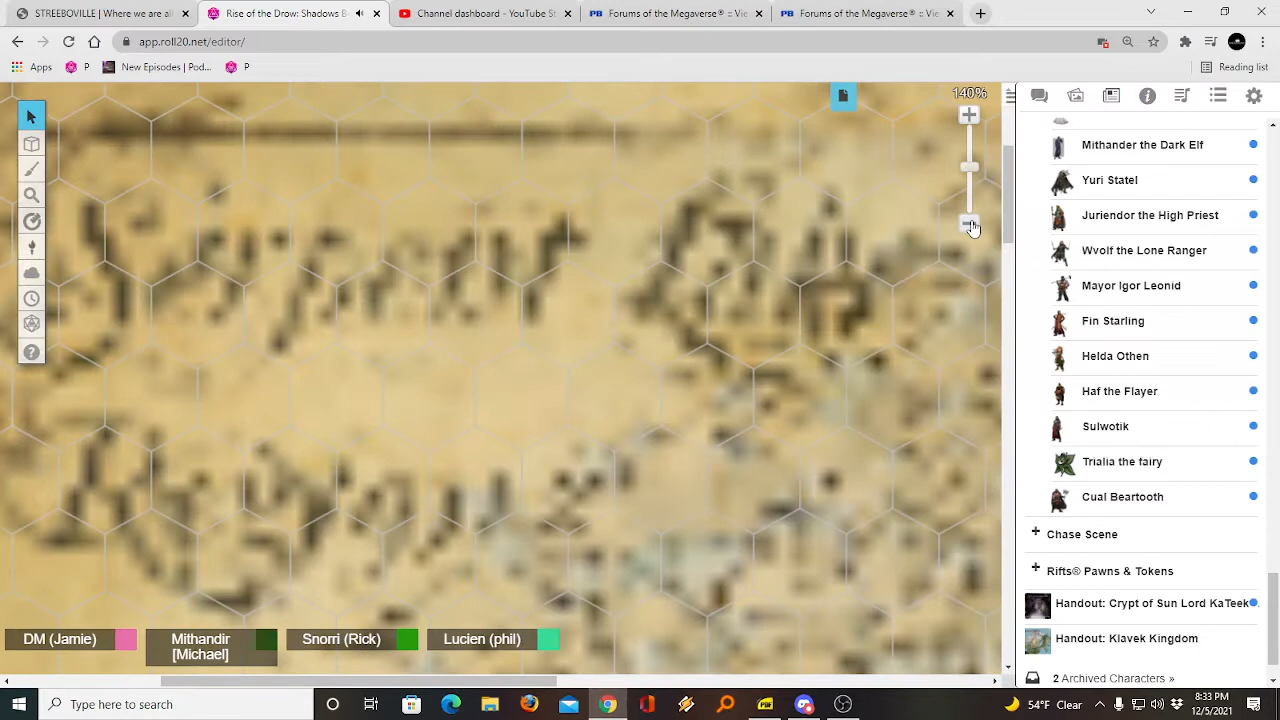 STREEBOVILLE | All available
Rise of the Drow: Shadows B
Channel dashboard - YouTube St
Forums of the Megaverse® :: Vie
Forums of the Megaverse® :: Vie
app.roll20.net/editor/
Apps P New Episodes | Pod... P Reading list
140%
Mithander the Dark Elf
Yuri Statel
Juriendor the High Priest
Wvolf the Lone Ranger
Mayor Igor Leonid
Fin Starling
Helda Othen
Haf the Flayer
Sulwotik
Trialia the fairy
Cual Beartooth
Chase Scene
Rifts® Pawns & Tokens
Handout: Crypt of Sun Lord KaTeek
Handout: Klavek Kingdom
2 Archived Characters »
DM (Jamie)
Mithandir
[Michael]
Snorri (Rick)
Lucien (phil)
Type here to search
54°F Clear
8:33 PM
12/5/2021